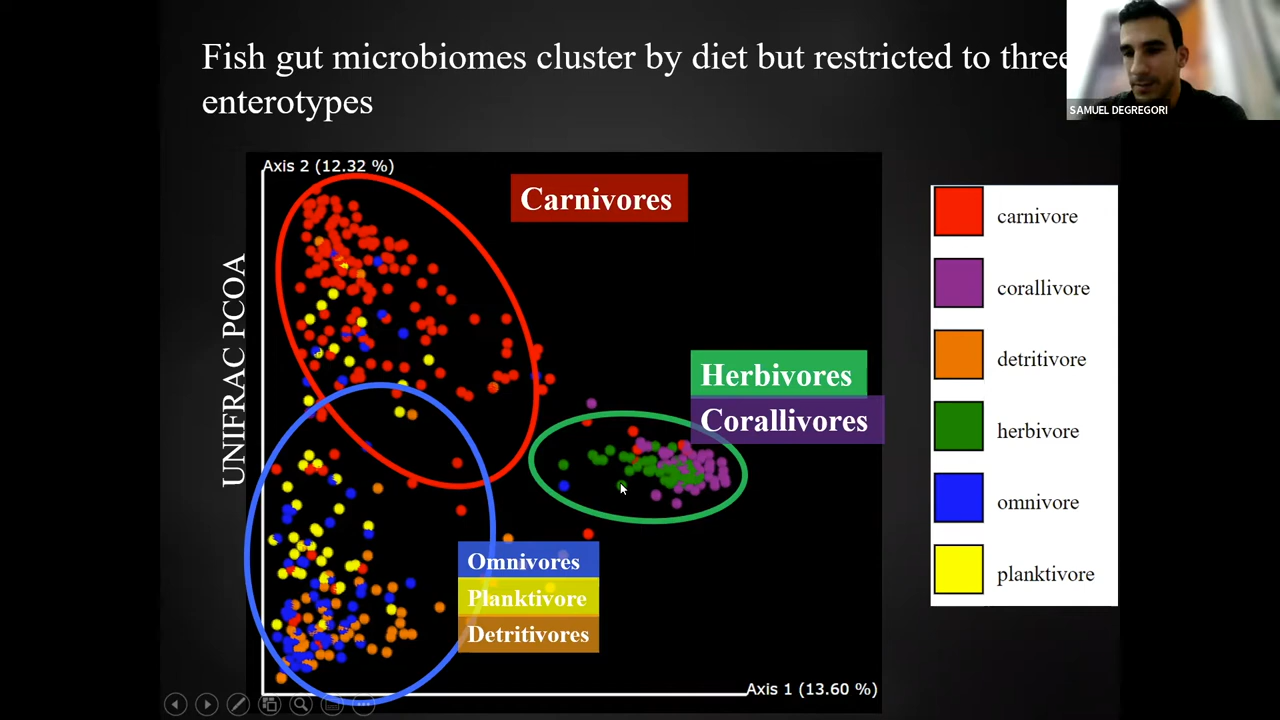 Fish gut microbiomes cluster by diet but restricted to three
enterotypes
SAMUEL DEGREGORI
Axis 2 (12.32 %)
Carnivores
UNIFRAC PCOA
Herbivores
Corallivores
Omnivores
Planktivore
Detritivores
Axis 1 (13.60 %)
carnivore
corallivore
detritivore
herbivore
omnivore
planktivore